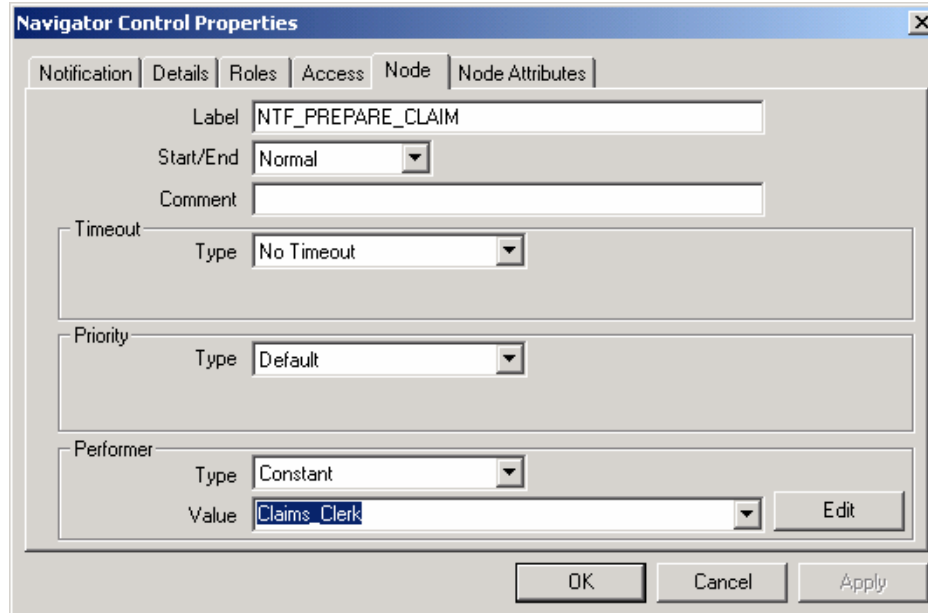 Navigator Control Properties
Notification Details Roles Access Node Node Attributes
Label NTF_PREPARE_CLAIM
Start/End Normal
Comment
Timeout
Type No Timeout
Priority
Type Default
Performer
Type Constant
Value Claims_Clerk Edit
OK Cancel Apply